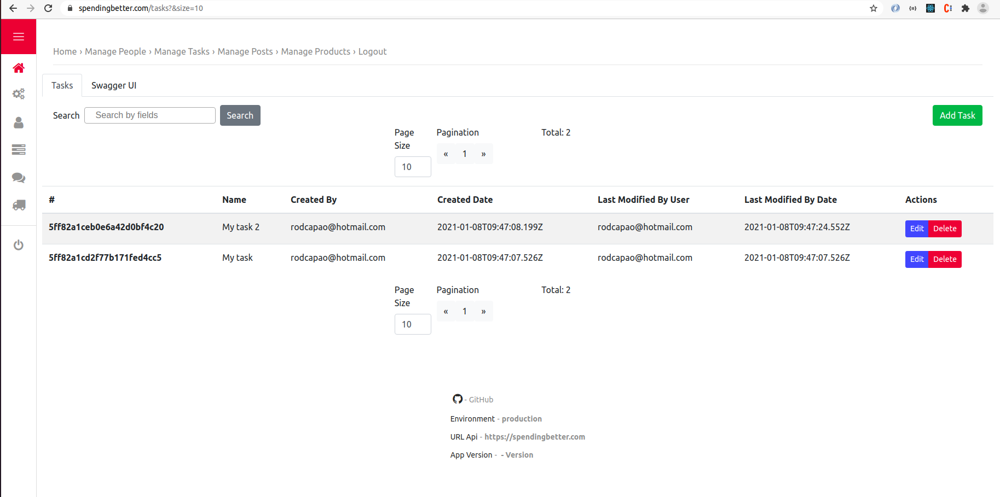 spendingbetter.com/tasks?&size=10
Home › Manage People › Manage Tasks › Manage Posts › Manage Products › Logout
Tasks Swagger UI
Search Search by fields Search Add Task
Page Size Pagination Total: 2
« 1 »
10
# Name Created By Created Date Last Modified By User Last Modified By Date Actions
5ff82a1ceb0e6a42d0bf4c20 My task 2 rodcapao@hotmail.com 2021-01-08T09:47:08.199Z rodcapao@hotmail.com 2021-01-08T09:47:24.552Z Edit Delete
5ff82a1cd2f77b171fed4cc5 My task rodcapao@hotmail.com 2021-01-08T09:47:07.526Z rodcapao@hotmail.com 2021-01-08T09:47:07.526Z Edit Delete
Page Size Pagination Total: 2
« 1 »
10
- GitHub
Environment - production
URL Api - https://spendingbetter.com
App Version - - Version